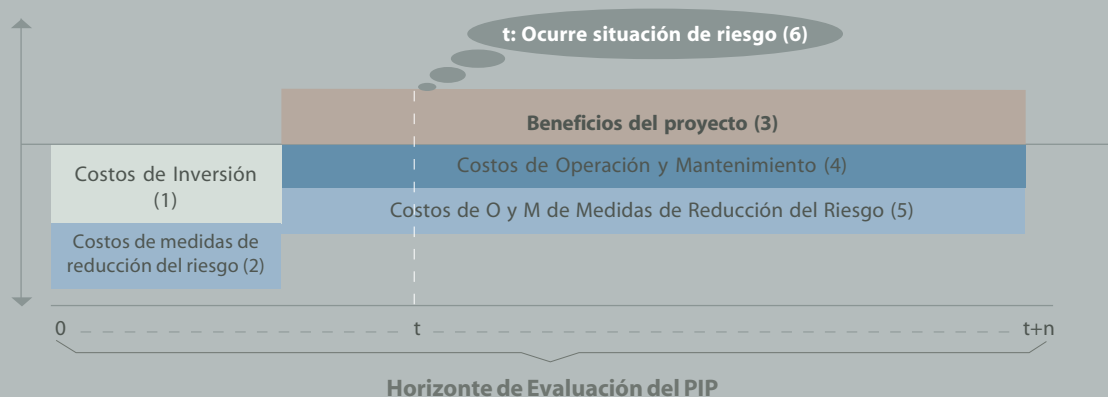 t: Ocurre situación de riesgo (6)
Beneficios del proyecto (3)
Costos de Inversión
(1)
Costos de Operación y Mantenimiento (4)
Costos de O y M de Medidas de Reducción del Riesgo (5)
Costos de medidas de
reducción del riesgo (2)
0 t t+n
Horizonte de Evaluación del PIP